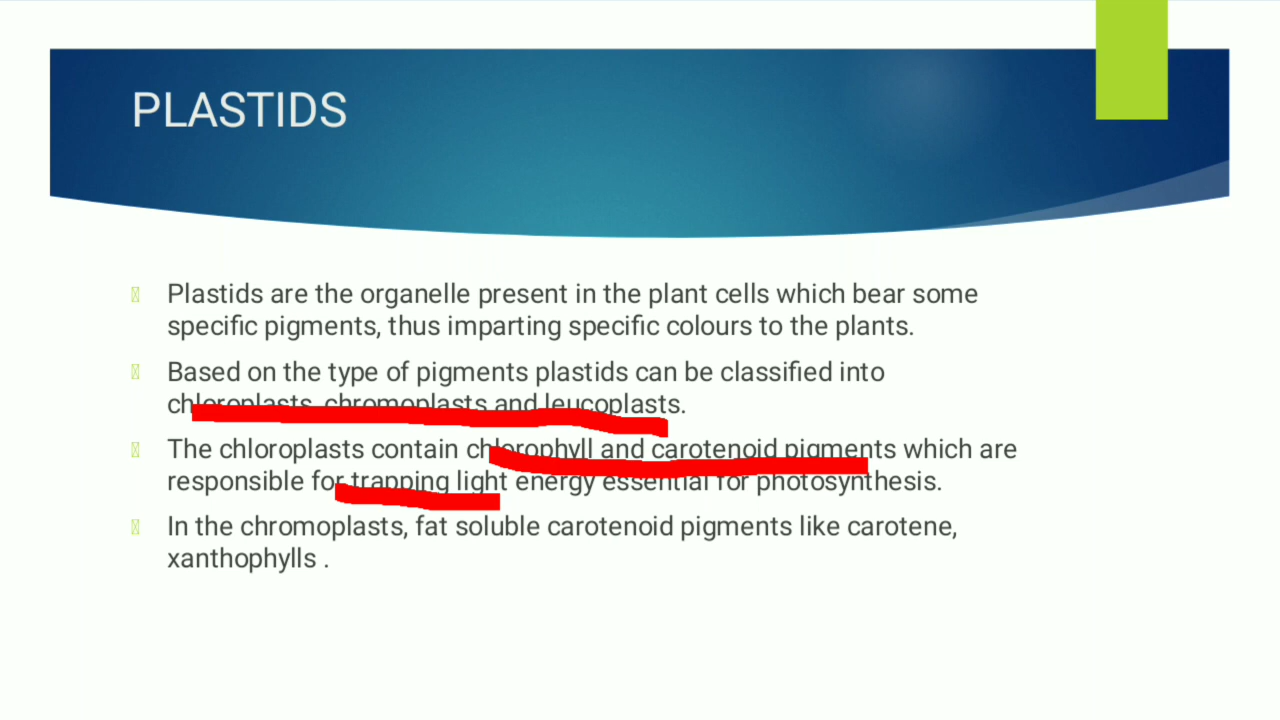 PLASTIDS
Plastids are the organelle present in the plant cells which bear some
specific pigments, thus imparting specific colours to the plants.
Based on the type of pigments plastids can be classified into
chloroplasts, chromoplasts and leucoplasts.
The chloroplasts contain chlorophyll and carotenoid pigments which are
responsible for trapping light energy essential for photosynthesis.
In the chromoplasts, fat soluble carotenoid pigments like carotene,
xanthophylls .